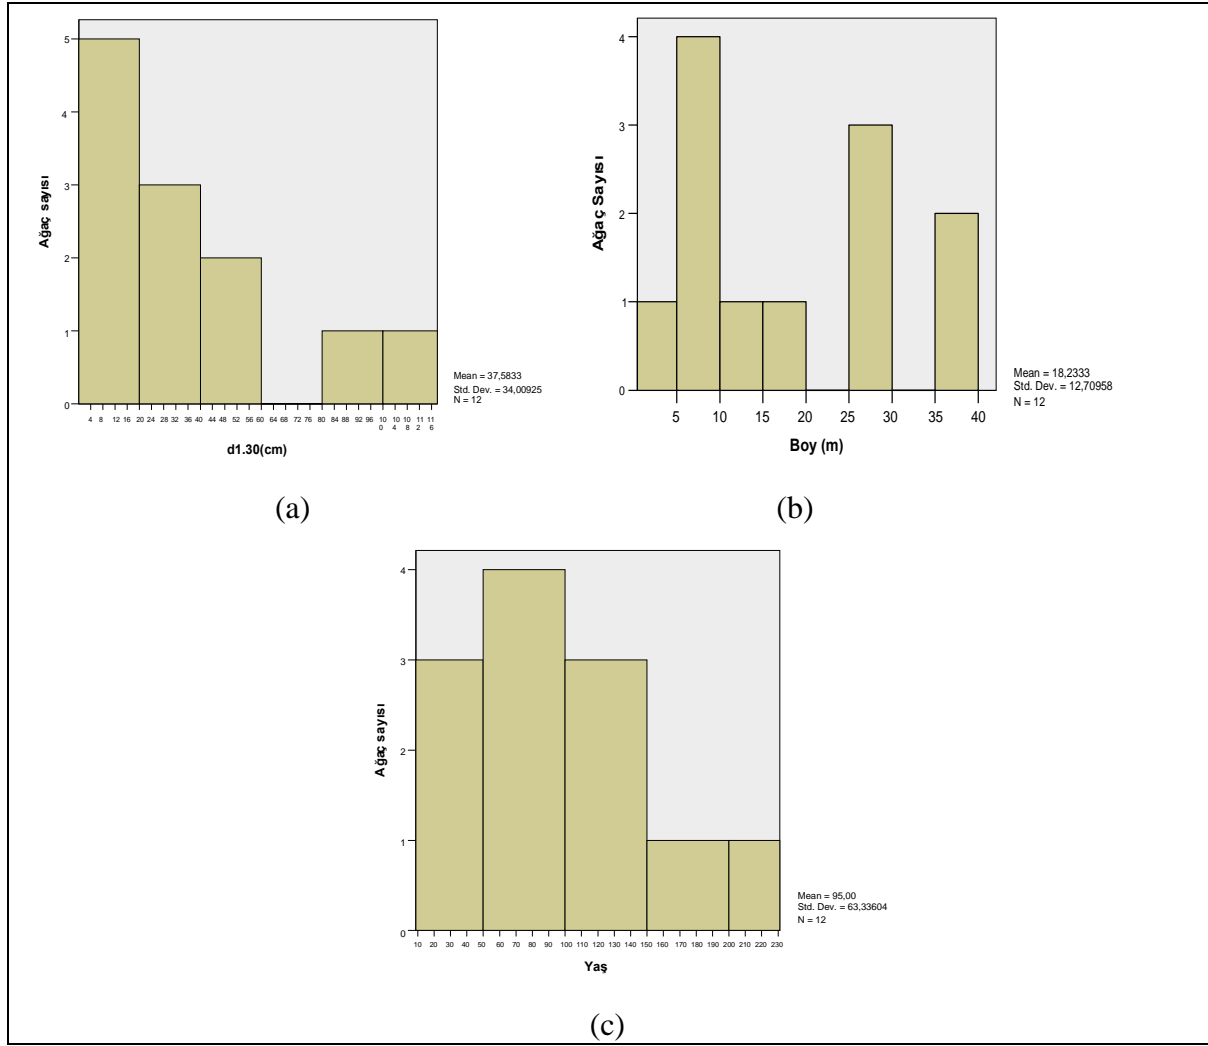 5
4
3
2
1
0
Ağaç sayısı
4 8 12 16 20 24 28 32 36 40 44 48 52 56 60 64 68 72 76 80 84 88 92 96 10 10 10 11 11
0 4 8 2 6
d1.30(cm)
Mean = 37,5833
Std. Dev. = 34,00925
N = 12
(a)
4
3
2
1
0
Ağaç Sayısı
5 10 15 20 25 30 35 40
Boy (m)
Mean = 18,2333
Std. Dev. = 12,70958
N = 12
(b)
4
3
2
1
0
Ağaç sayısı
10 20 30 40 50 60 70 80 90 100 110 120 130 140 150 160 170 180 190 200 210 220 230
Yaş
Mean = 95,00
Std. Dev. = 63,33604
N = 12
(c)